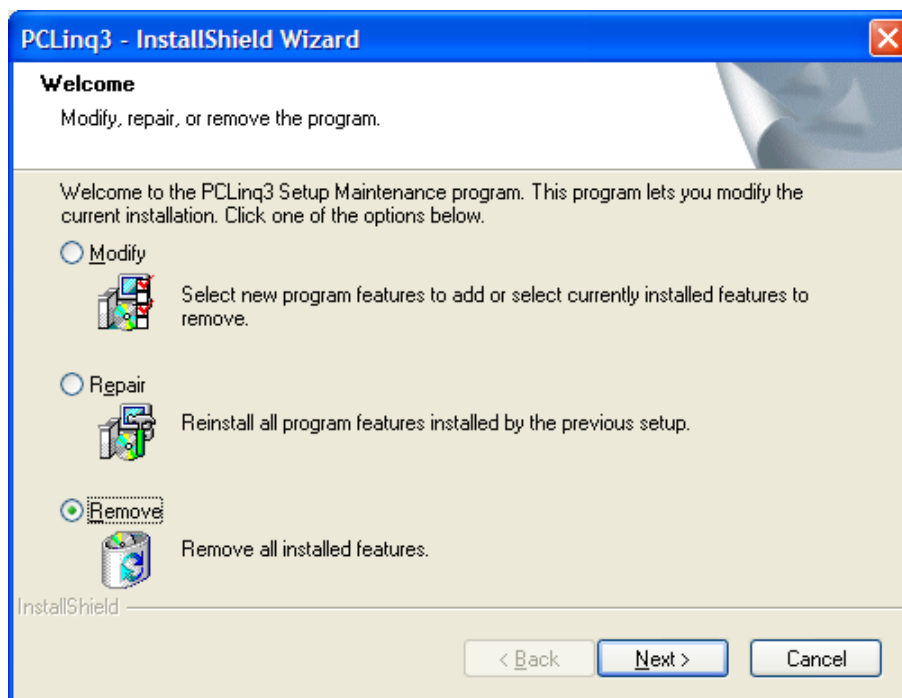 PCLinq3 - InstallShield Wizard
Welcome
Modify, repair, or remove the program.
Welcome to the PCLinq3 Setup Maintenance program. This program lets you modify the
current installation. Click one of the options below.
Modify
Select new program features to add or select currently installed features to
remove.
Repair
Reinstall all program features installed by the previous setup.
Remove
Remove all installed features.
InstallShield
< Back Next > Cancel